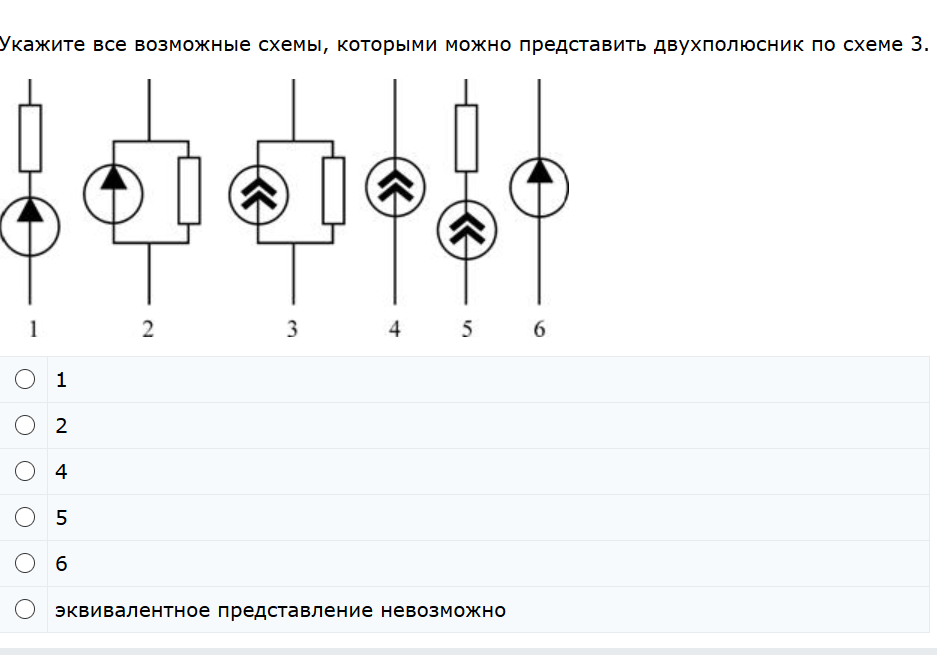 Укажите все возможные схемы, которыми можно представить двухполюсник по схеме 3.
1 2 3 4 5 6
1
2
4
5
6
эквивалентное представление невозможно